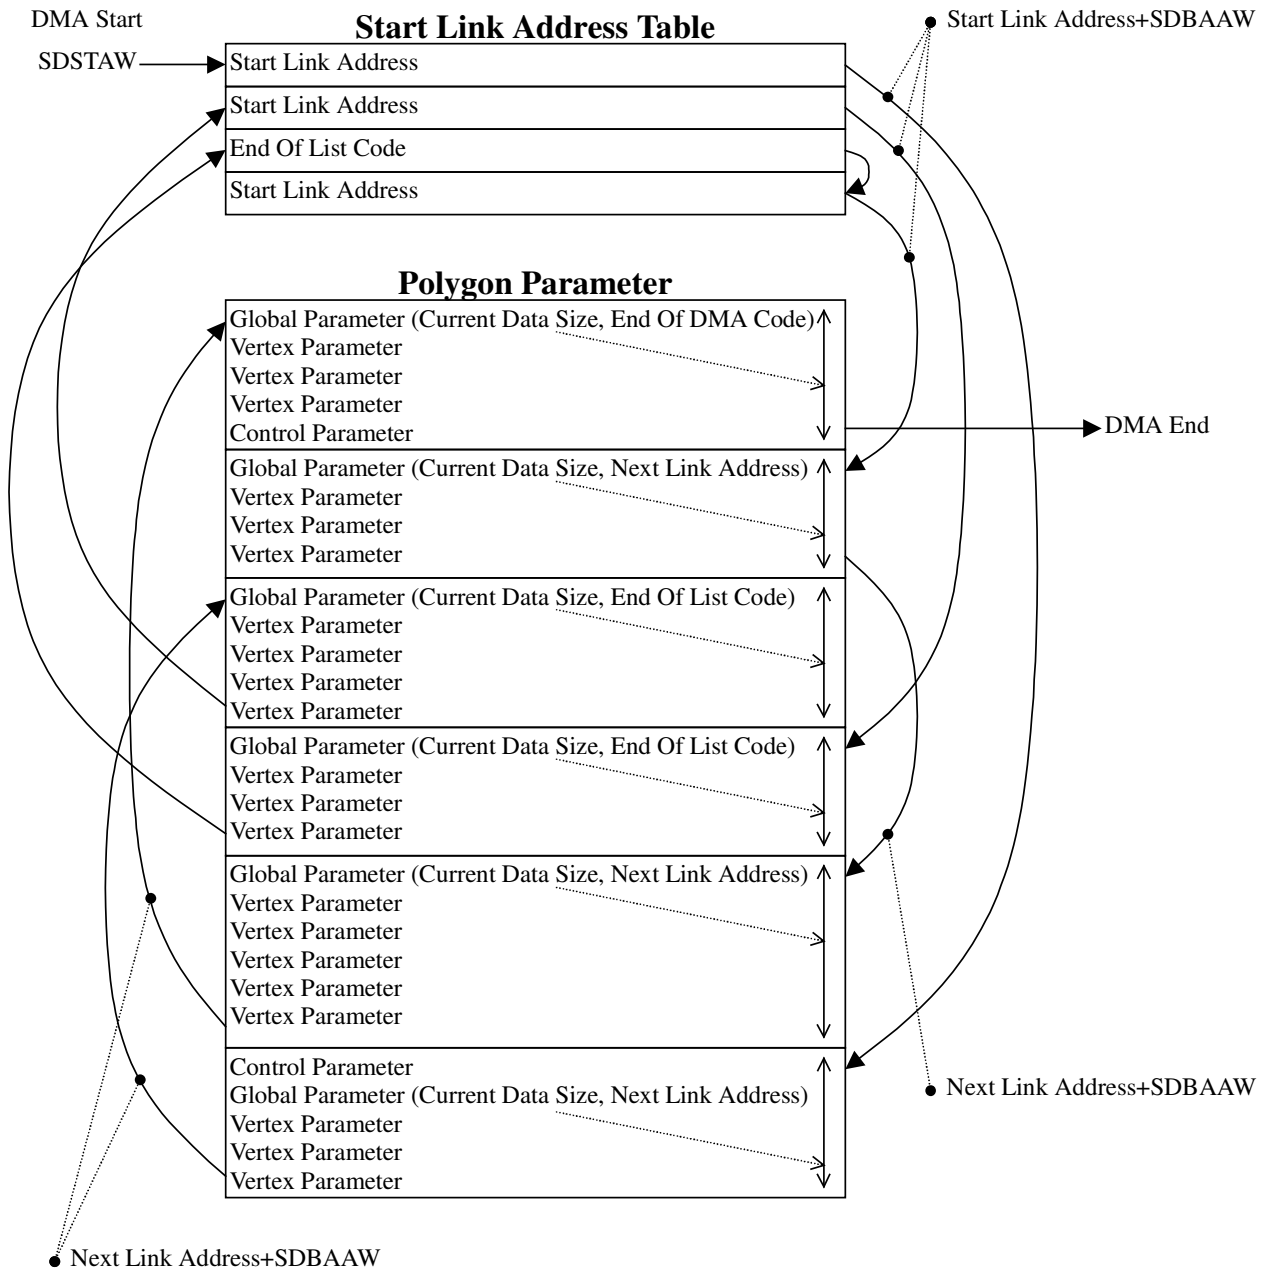 DMA Start
Start Link Address Table
Start Link Address+SDBAAW
SDSTAW
Start Link Address
Start Link Address
End Of List Code
Start Link Address
Polygon Parameter
Global Parameter (Current Data Size, End Of DMA Code)
Vertex Parameter
Vertex Parameter
Vertex Parameter
Control Parameter
DMA End
Global Parameter (Current Data Size, Next Link Address)
Vertex Parameter
Vertex Parameter
Vertex Parameter
Global Parameter (Current Data Size, End Of List Code)
Vertex Parameter
Vertex Parameter
Vertex Parameter
Vertex Parameter
Global Parameter (Current Data Size, End Of List Code)
Vertex Parameter
Vertex Parameter
Vertex Parameter
Global Parameter (Current Data Size, Next Link Address)
Vertex Parameter
Vertex Parameter
Vertex Parameter
Vertex Parameter
Vertex Parameter
Control Parameter
Global Parameter (Current Data Size, Next Link Address)
Vertex Parameter
Vertex Parameter
Vertex Parameter
Next Link Address+SDBAAW
Next Link Address+SDBAAW